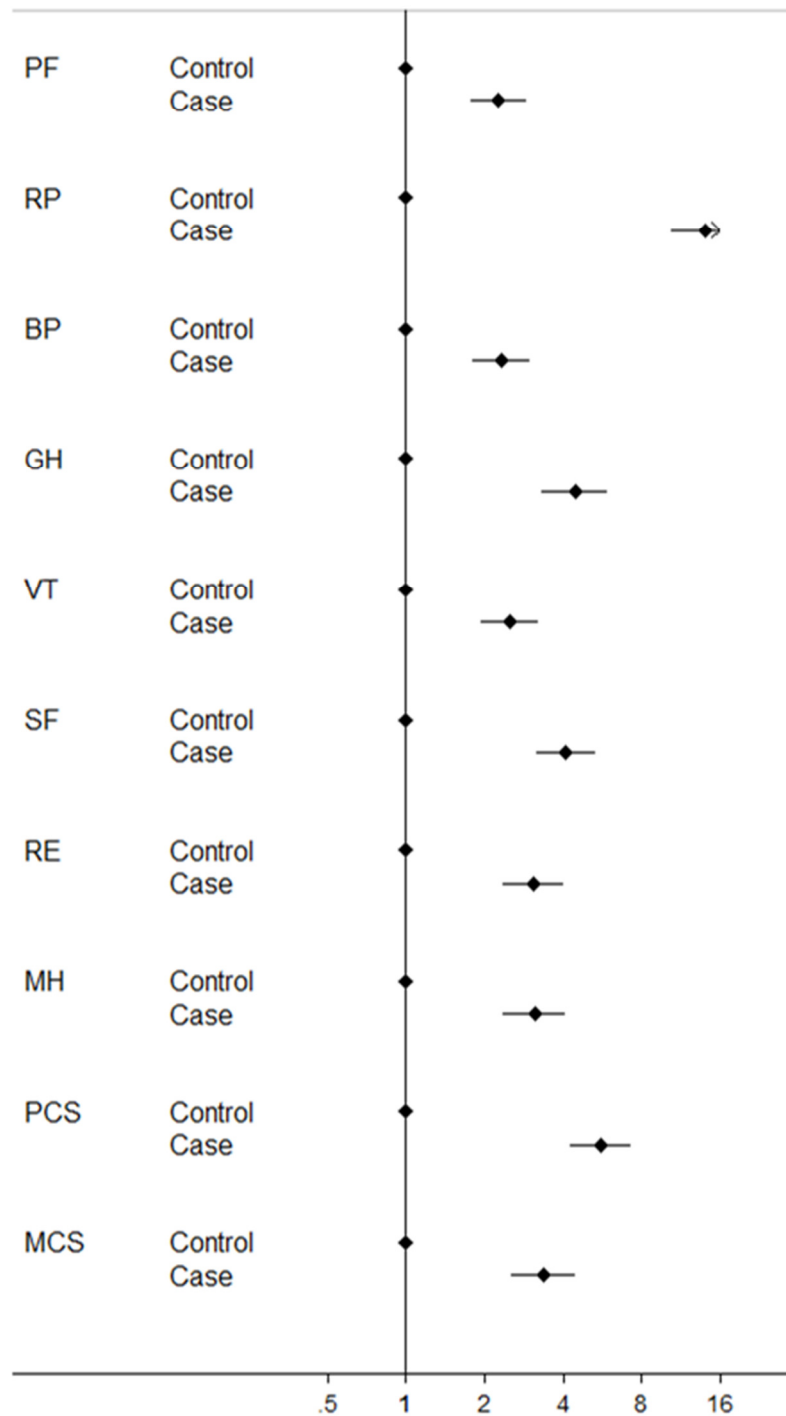 PF Control
Case
RP Control
Case
BP Control
Case
GH Control
Case
VT Control
Case
SF Control
Case
RE Control
Case
MH Control
Case
PCS Control
Case
MCS Control
Case
.5 1 2 4 8 16